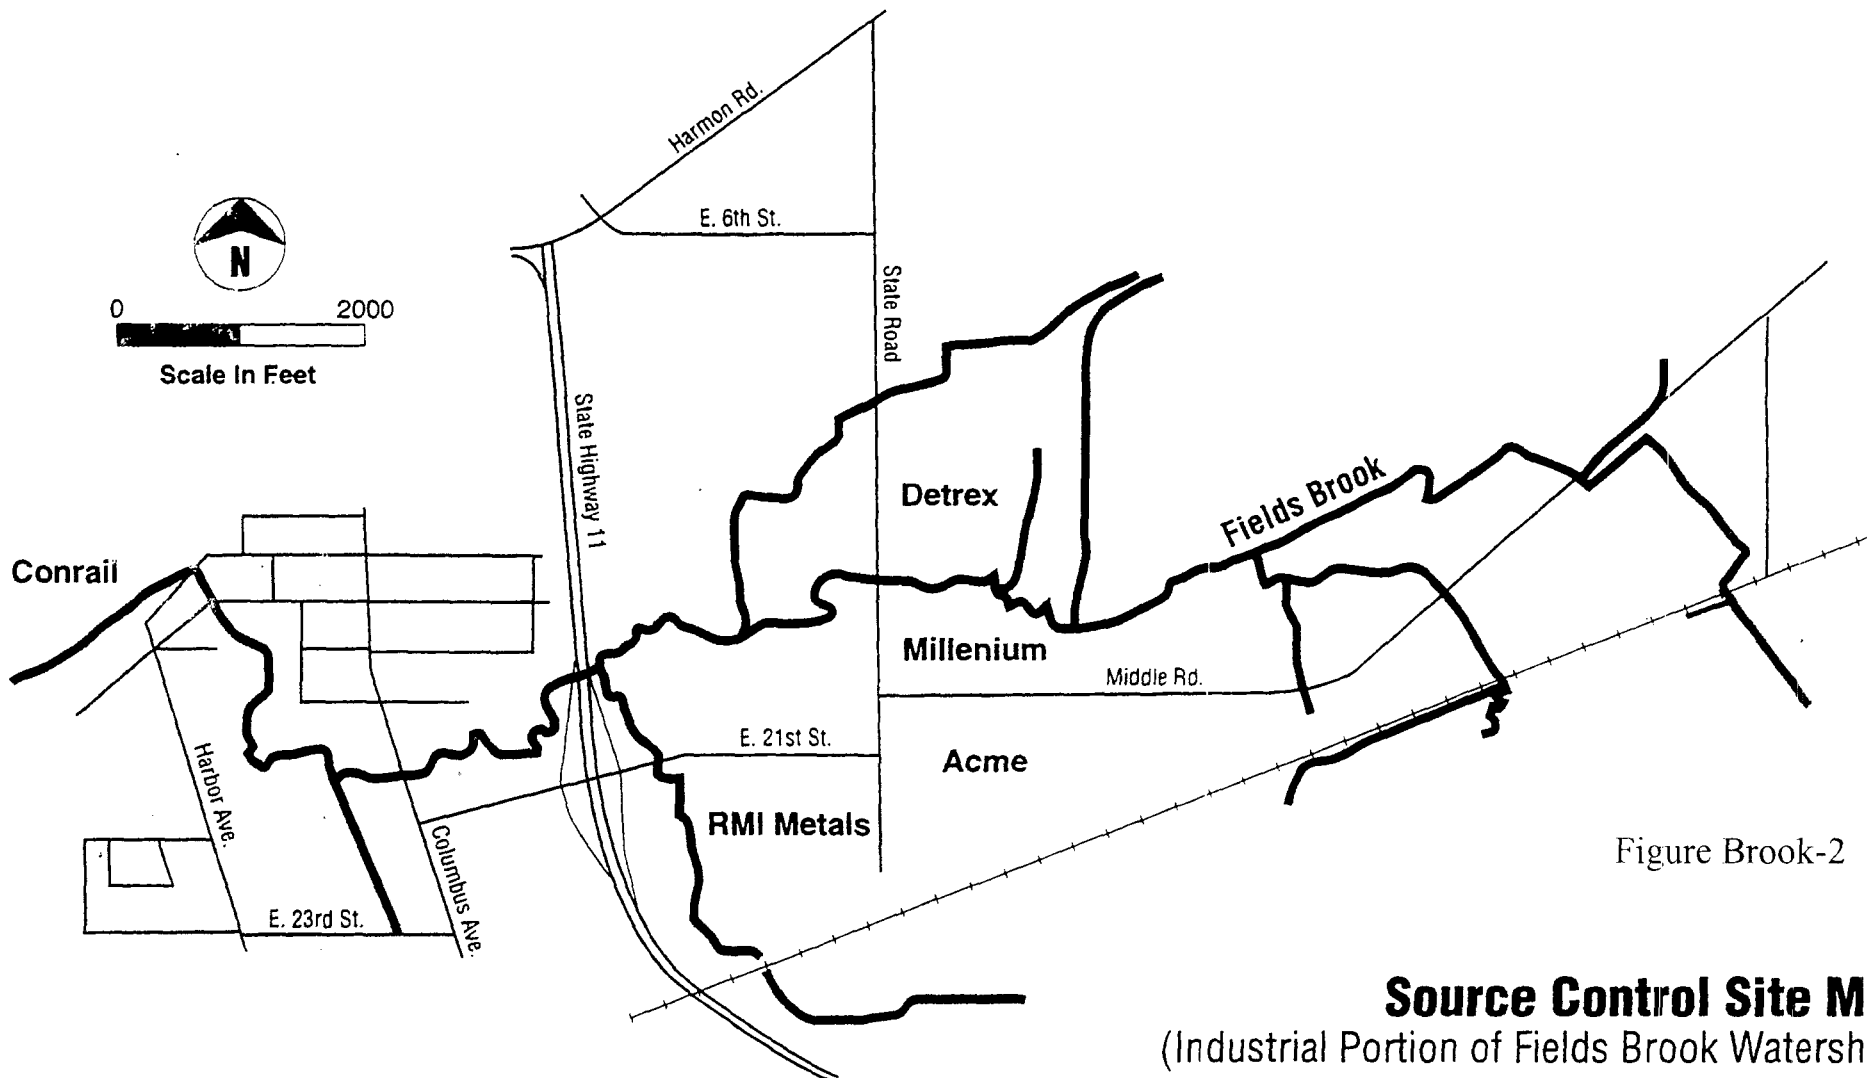 Harmon Rd.
E. 6th St.
N
0 2000
Scale In Feet
State Road
State Highway 11
Detrex
Fields Brook
Conrail
Millenium
Middle Rd.
E. 21st St.
Acme
Harbor Ave.
RMI Metals
Columbus Ave.
Figure Brook-2
E. 23rd St.
Source Control Site M
(Industrial Portion of Fields Brook Watersh